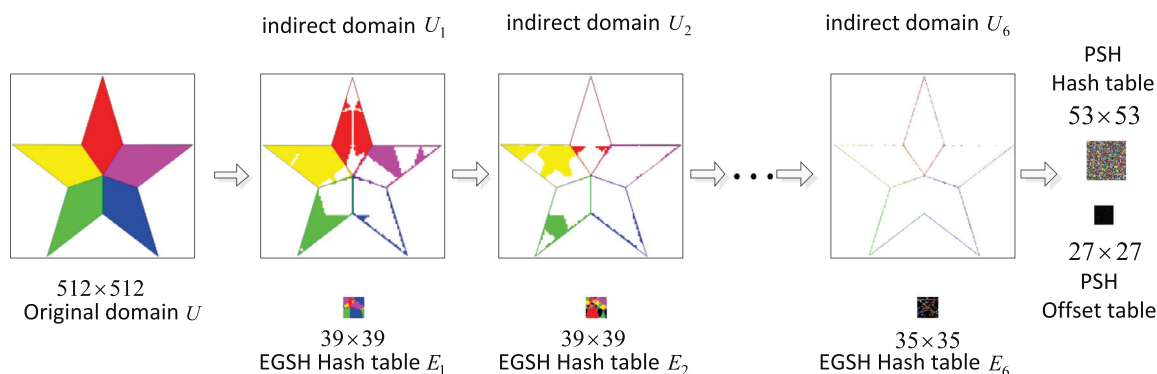 indirect domain U₁
indirect domain U₂
indirect domain U₆
PSH
Hash table
53×53
27×27
PSH
Offset table
512×512
Original domain U
39×39
EGSH Hash table E₁
39×39
EGSH Hash table E₂
35×35
EGSH Hash table E₆